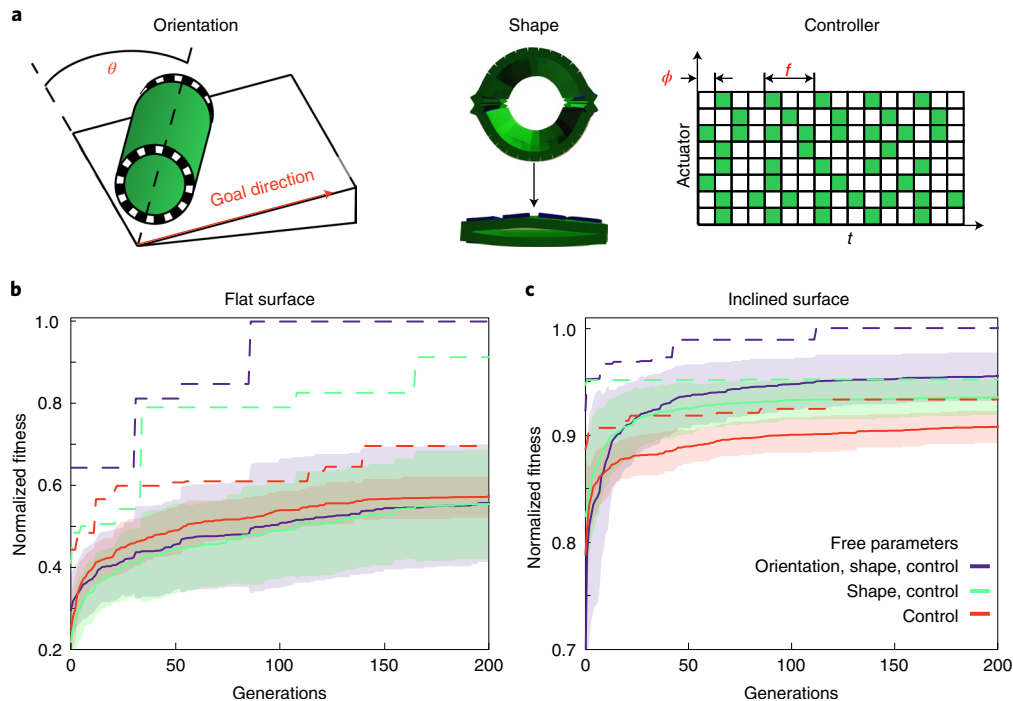 a
Orientation
Shape
Controller
θ
Goal direction
ϕ
f
Actuator
t
b
Flat surface
1.0
0.8
0.6
0.4
0.2
Normalized fitness
0
50
100
150
200
Generations
c
Inclined surface
1.0
0.9
0.8
0.7
Normalized fitness
Free parameters
Orientation, shape, control
Shape, control
Control
0
50
100
150
200
Generations